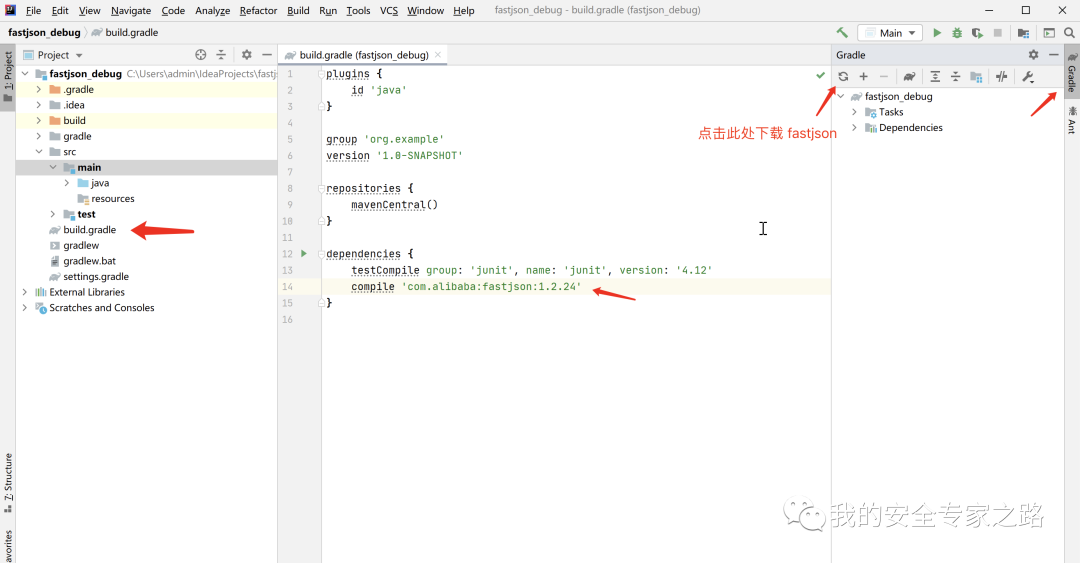 File Edit View Navigate Code Analyze Refactor Build Run Tools VCS Window Help fastjson_debug - build.gradle (fastjson_debug)
fastjson_debug build.gradle Main
1: Project
Project
fastjson_debug C:\Users\admin\IdeaProjects\fastj
.gradle
.idea
build
gradle
src
main
java
resources
test
build.gradle
gradlew
gradlew.bat
settings.gradle
External Libraries
Scratches and Consoles
7: Structure
avorites
build.gradle (fastjson_debug)
1 plugins {
2 id 'java'
3 }
4
5 group 'org.example'
6 version '1.0-SNAPSHOT'
7
8 repositories {
9 mavenCentral()
10 }
11
12 dependencies {
13 testCompile group: 'junit', name: 'junit', version: '4.12'
14 compile 'com.alibaba:fastjson:1.2.24'
15 }
16
点击此处下载 fastjson
Gradle
fastjson_debug
Tasks
Dependencies
Gradle
Ant
我的安全专家之路